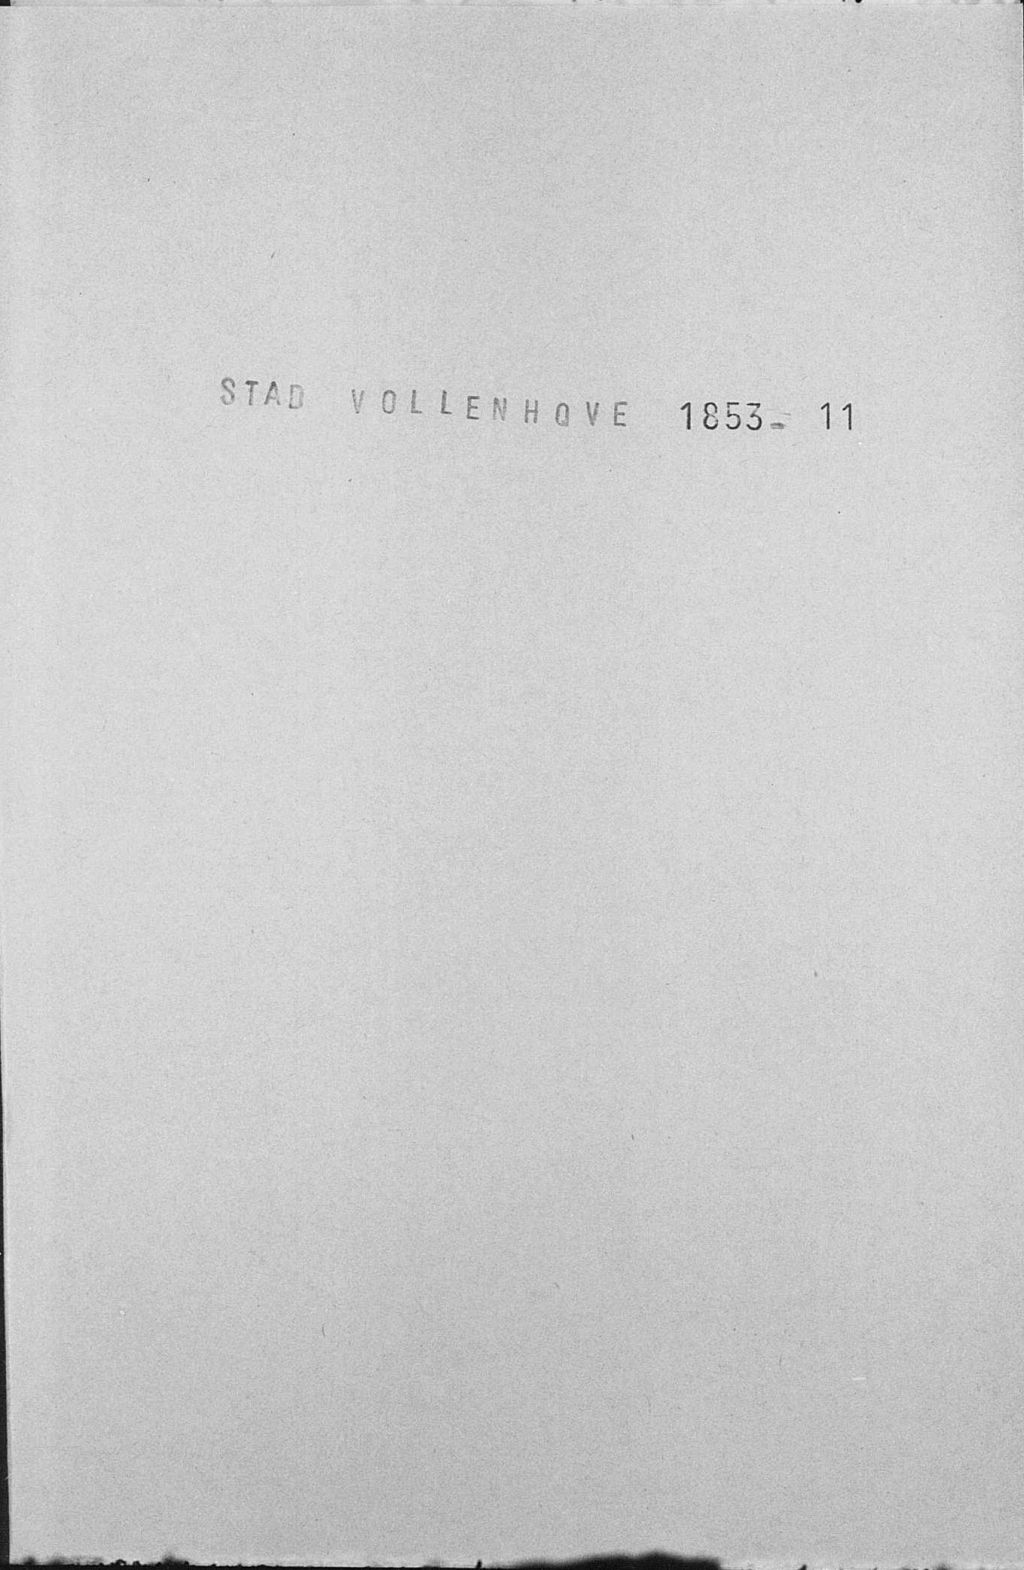 STAD VOLLENHOVE 1853- 11